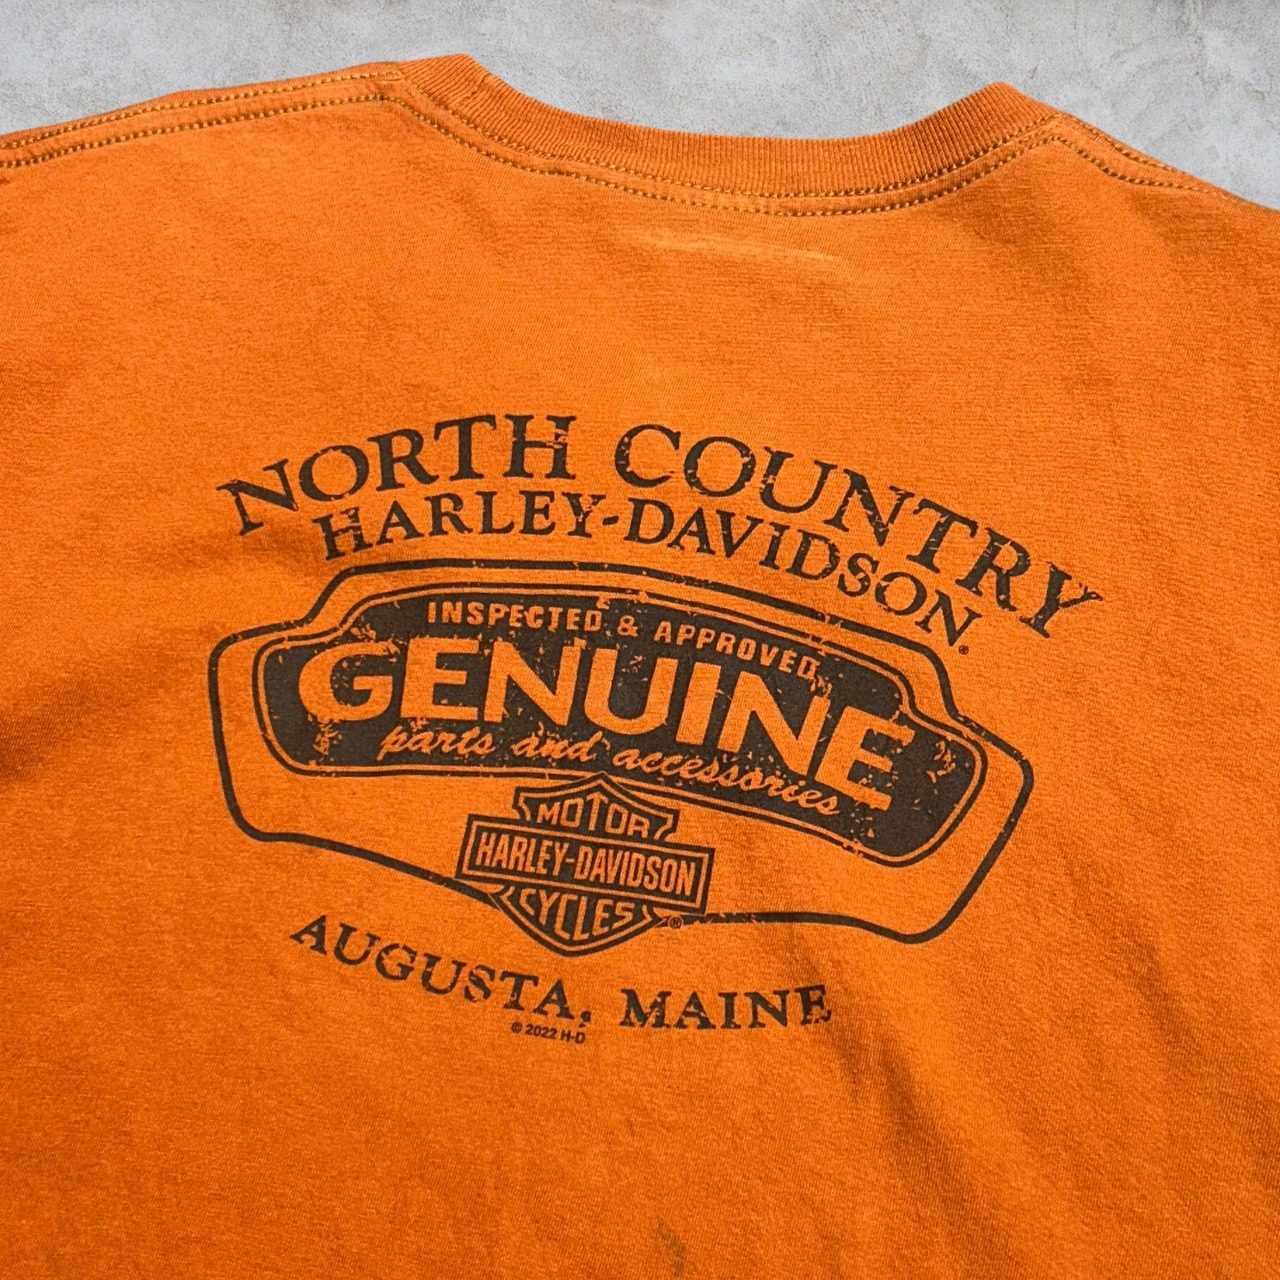 NORTH COUNTRY
HARLEY-DAVIDSON®
INSPECTED & APPROVED
GENUINE
parts and accessories
MOTOR
HARLEY-DAVIDSON
CYCLES ®
AUGUSTA, MAINE
© 2022 H-D